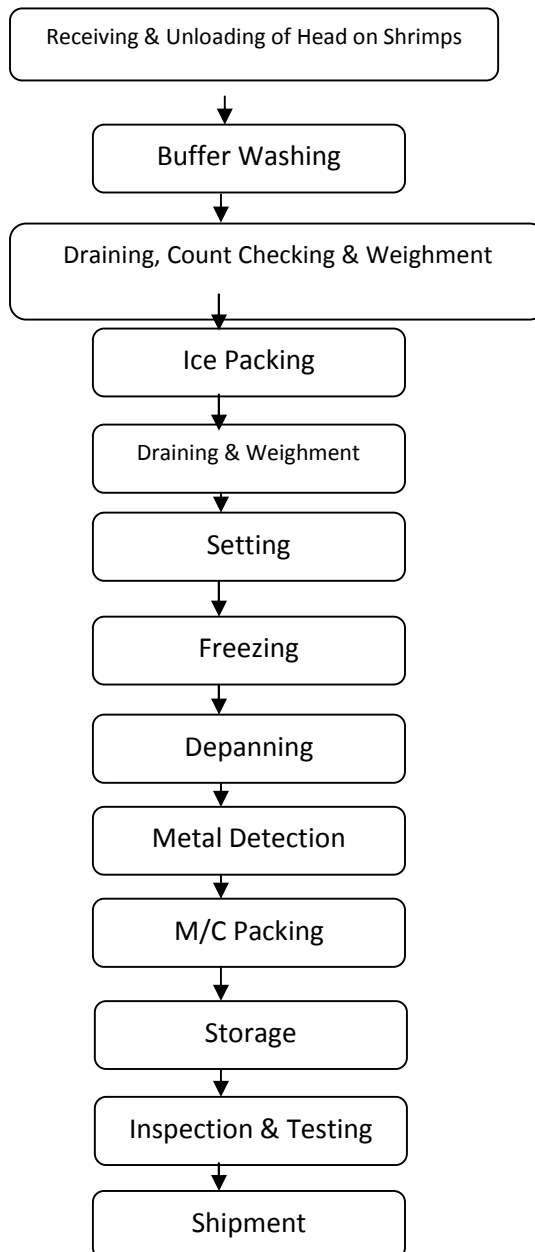 Receiving & Unloading of Head on Shrimps
Buffer Washing
Draining, Count Checking & Weighment
Ice Packing
Draining & Weighment
Setting
Freezing
Depanning
Metal Detection
M/C Packing
Storage
Inspection & Testing
Shipment